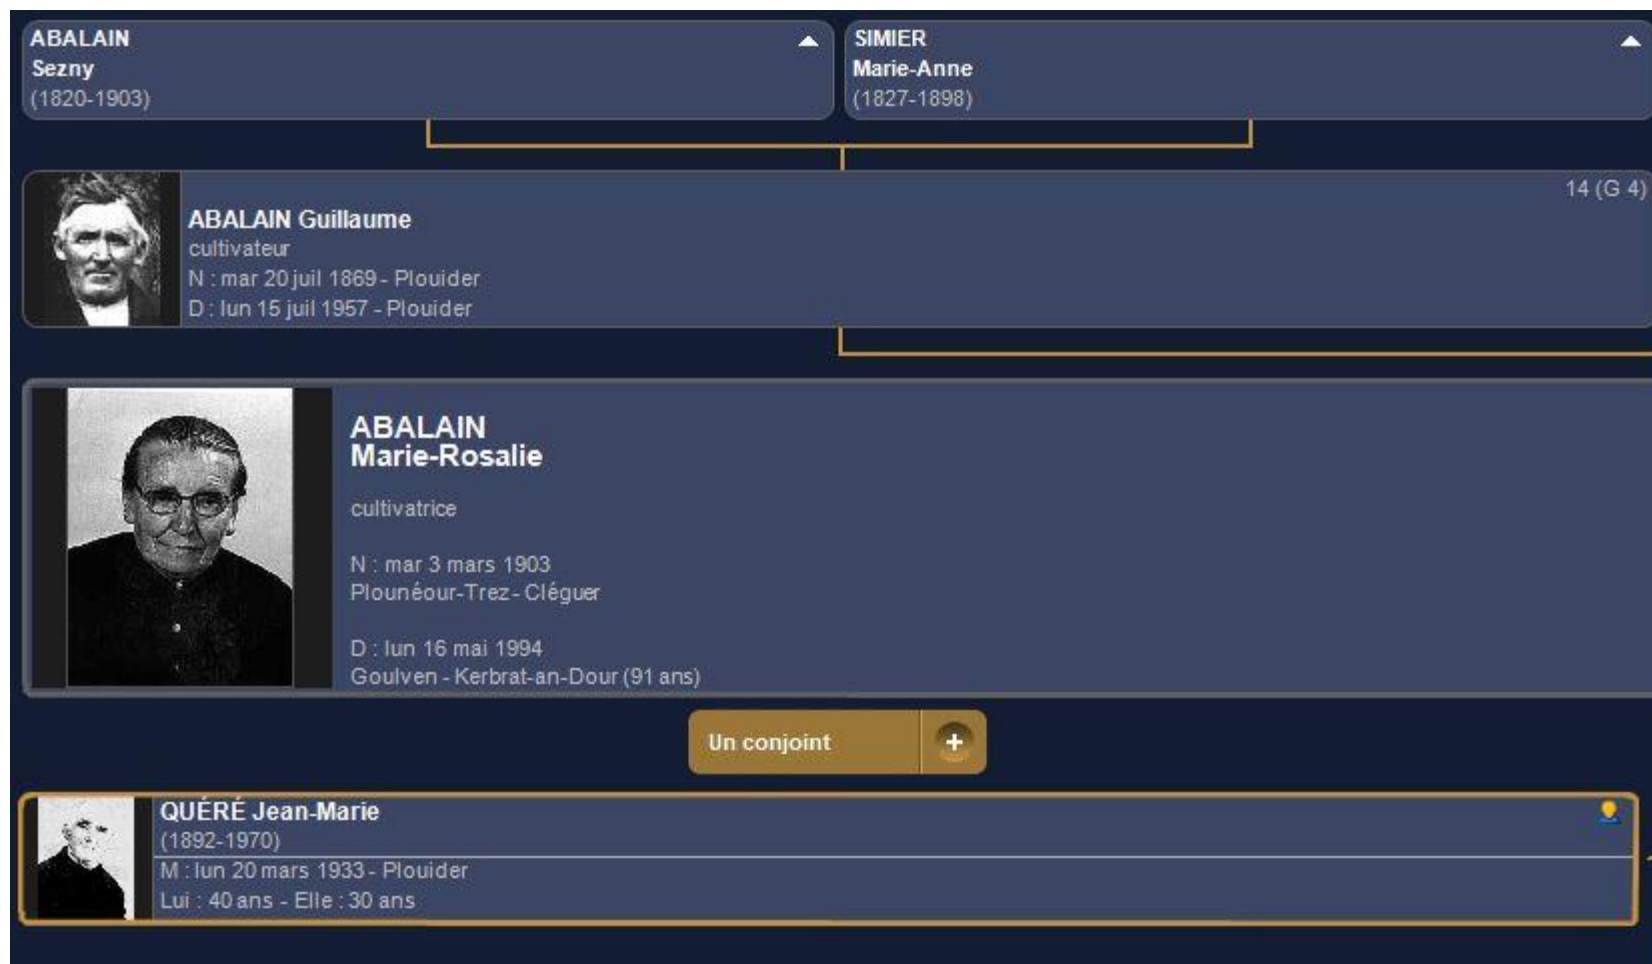 ABALAIN
Sezny
(1820-1903)
SIMIER
Marie-Anne
(1827-1898)
14 (G 4)
ABALAIN Guillaume
cultivateur
N : mar 20 juil 1869 - Plouider
D : lun 15 juil 1957 - Plouider
ABALAIN
Marie-Rosalie
cultivatrice
N : mar 3 mars 1903
Plounéour-Trez - Cléguer
D : lun 16 mai 1994
Goulven - Kerbrat-an-Dour (91 ans)
Un conjoint +
QUÉRÉ Jean-Marie
(1892-1970)
M : lun 20 mars 1933 - Plouider
Lui : 40 ans - Elle : 30 ans